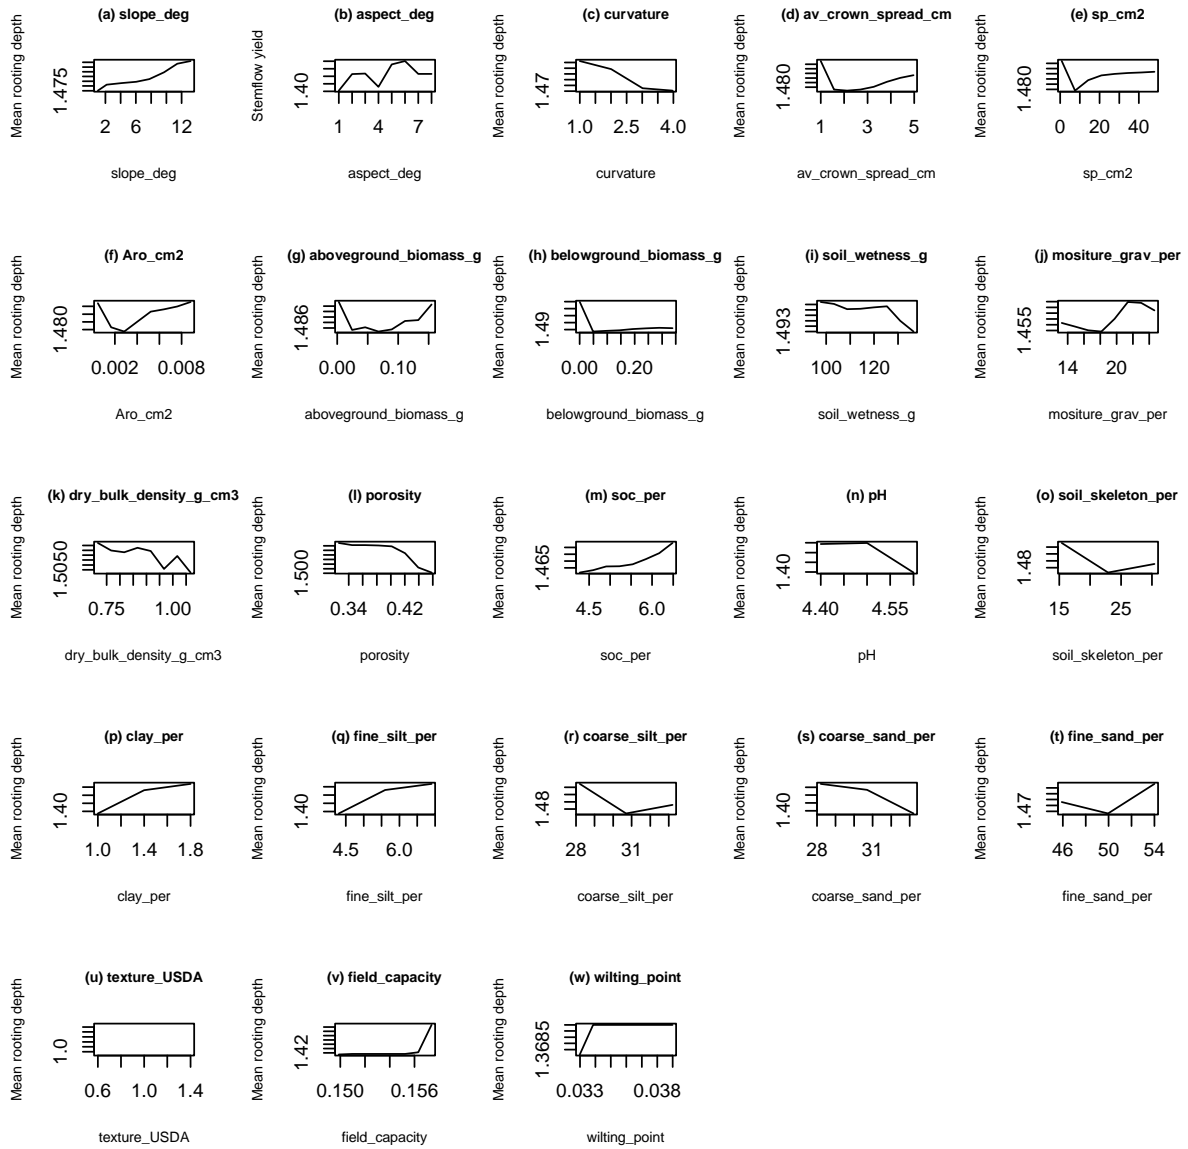 (a) slope_deg
Mean rooting depth
1.475
2 6 12
slope_deg
(b) aspect_deg
Stemflow yield
1.40
1 4 7
aspect_deg
(c) curvature
Mean rooting depth
1.47
1.0 2.5 4.0
curvature
(d) av_crown_spread_cm
Mean rooting depth
1.480
1 3 5
av_crown_spread_cm
(e) sp_cm2
Mean rooting depth
1.480
0 20 40
sp_cm2
(f) Aro_cm2
Mean rooting depth
1.480
0.002 0.008
Aro_cm2
(g) aboveground_biomass_g
Mean rooting depth
1.486
0.00 0.10
aboveground_biomass_g
(h) belowground_biomass_g
Mean rooting depth
1.49
0.00 0.20
belowground_biomass_g
(i) soil_wetness_g
Mean rooting depth
1.493
100 120
soil_wetness_g
(j) mositure_grav_per
Mean rooting depth
1.455
14 20
mositure_grav_per
(k) dry_bulk_density_g_cm3
Mean rooting depth
1.5050
0.75 1.00
dry_bulk_density_g_cm3
(l) porosity
Mean rooting depth
1.500
0.34 0.42
porosity
(m) soc_per
Mean rooting depth
1.465
4.5 6.0
soc_per
(n) pH
Mean rooting depth
1.40
4.40 4.55
pH
(o) soil_skeleton_per
Mean rooting depth
1.48
15 25
soil_skeleton_per
(p) clay_per
Mean rooting depth
1.40
1.0 1.4 1.8
clay_per
(q) fine_silt_per
Mean rooting depth
1.40
4.5 6.0
fine_silt_per
(r) coarse_silt_per
Mean rooting depth
1.48
28 31
coarse_silt_per
(s) coarse_sand_per
Mean rooting depth
1.40
28 31
coarse_sand_per
(t) fine_sand_per
Mean rooting depth
1.47
46 50 54
fine_sand_per
(u) texture_USDA
Mean rooting depth
1.0
0.6 1.0 1.4
texture_USDA
(v) field_capacity
Mean rooting depth
1.42
0.150 0.156
field_capacity
(w) wilting_point
Mean rooting depth
1.3685
0.033 0.038
wilting_point